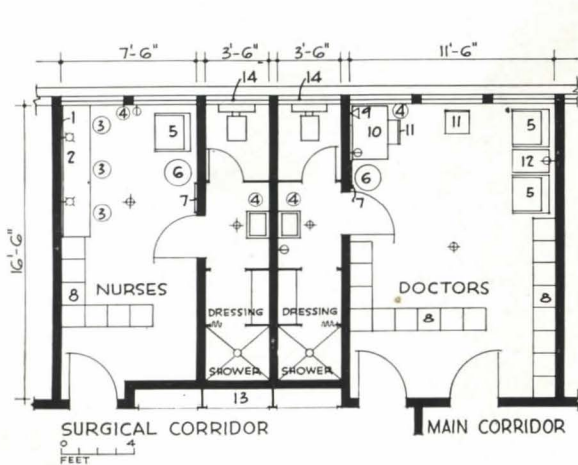 7'-6" 3'-6" 3'-6" 11'-6"
14 14
1 3 4 5 9 4 11 5
2 10 11
3 6 6 12
7 7 5
3 4 4
16'-6"
8 NURSES DOCTORS 8
DRESSING DRESSING
8
SHOWER SHOWER
13
SURGICAL CORRIDOR MAIN CORRIDOR
0 4
FEET